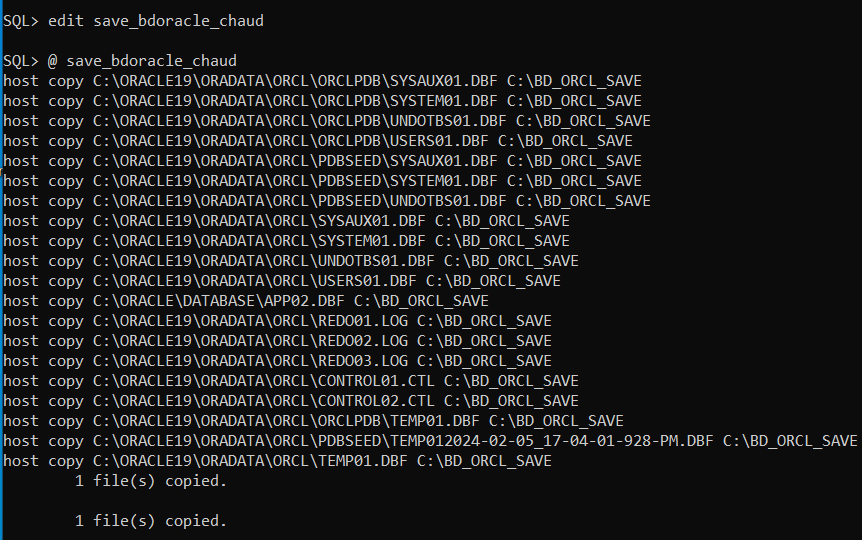 SQL> edit save_bdoracle_chaud
SQL> @ save_bdoracle_chaud
host copy C:\ORACLE19\ORADATA\ORCL\ORCLPDB\SYSAUX01.DBF C:\BD_ORCL_SAVE
host copy C:\ORACLE19\ORADATA\ORCL\ORCLPDB\SYSTEM01.DBF C:\BD_ORCL_SAVE
host copy C:\ORACLE19\ORADATA\ORCL\ORCLPDB\UNDOTBS01.DBF C:\BD_ORCL_SAVE
host copy C:\ORACLE19\ORADATA\ORCL\ORCLPDB\USERS01.DBF C:\BD_ORCL_SAVE
host copy C:\ORACLE19\ORADATA\ORCL\PDBSEED\SYSAUX01.DBF C:\BD_ORCL_SAVE
host copy C:\ORACLE19\ORADATA\ORCL\PDBSEED\SYSTEM01.DBF C:\BD_ORCL_SAVE
host copy C:\ORACLE19\ORADATA\ORCL\PDBSEED\UNDOTBS01.DBF C:\BD_ORCL_SAVE
host copy C:\ORACLE19\ORADATA\ORCL\SYSAUX01.DBF C:\BD_ORCL_SAVE
host copy C:\ORACLE19\ORADATA\ORCL\SYSTEM01.DBF C:\BD_ORCL_SAVE
host copy C:\ORACLE19\ORADATA\ORCL\UNDOTBS01.DBF C:\BD_ORCL_SAVE
host copy C:\ORACLE19\ORADATA\ORCL\USERS01.DBF C:\BD_ORCL_SAVE
host copy C:\ORACLE\DATABASE\APP02.DBF C:\BD_ORCL_SAVE
host copy C:\ORACLE19\ORADATA\ORCL\REDO01.LOG C:\BD_ORCL_SAVE
host copy C:\ORACLE19\ORADATA\ORCL\REDO02.LOG C:\BD_ORCL_SAVE
host copy C:\ORACLE19\ORADATA\ORCL\REDO03.LOG C:\BD_ORCL_SAVE
host copy C:\ORACLE19\ORADATA\ORCL\CONTROL01.CTL C:\BD_ORCL_SAVE
host copy C:\ORACLE19\ORADATA\ORCL\CONTROL02.CTL C:\BD_ORCL_SAVE
host copy C:\ORACLE19\ORADATA\ORCL\ORCLPDB\TEMP01.DBF C:\BD_ORCL_SAVE
host copy C:\ORACLE19\ORADATA\ORCL\PDBSEED\TEMP012024-02-05_17-04-01-928-PM.DBF C:\BD_ORCL_SAVE
host copy C:\ORACLE19\ORADATA\ORCL\TEMP01.DBF C:\BD_ORCL_SAVE
1 file(s) copied.
1 file(s) copied.